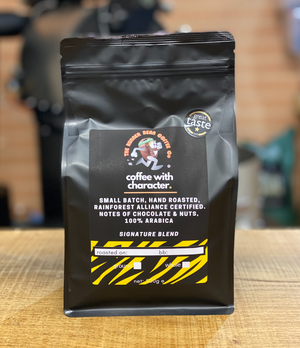 great
taste
coffee with
character.
SMALL BATCH, HAND ROASTED,
RAINFOREST ALLIANCE CERTIFIED.
NOTES OF CHOCOLATE & NUTS.
100% ARABICA
SIGNATURE BLEND
roasted on: bb: